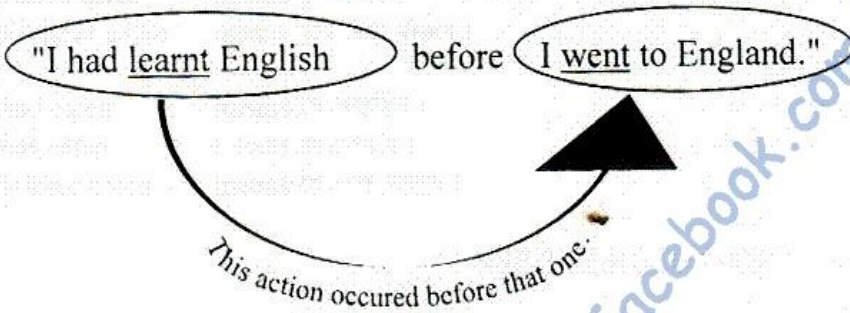 "I had learnt English before I went to England."
This action occured before that one.